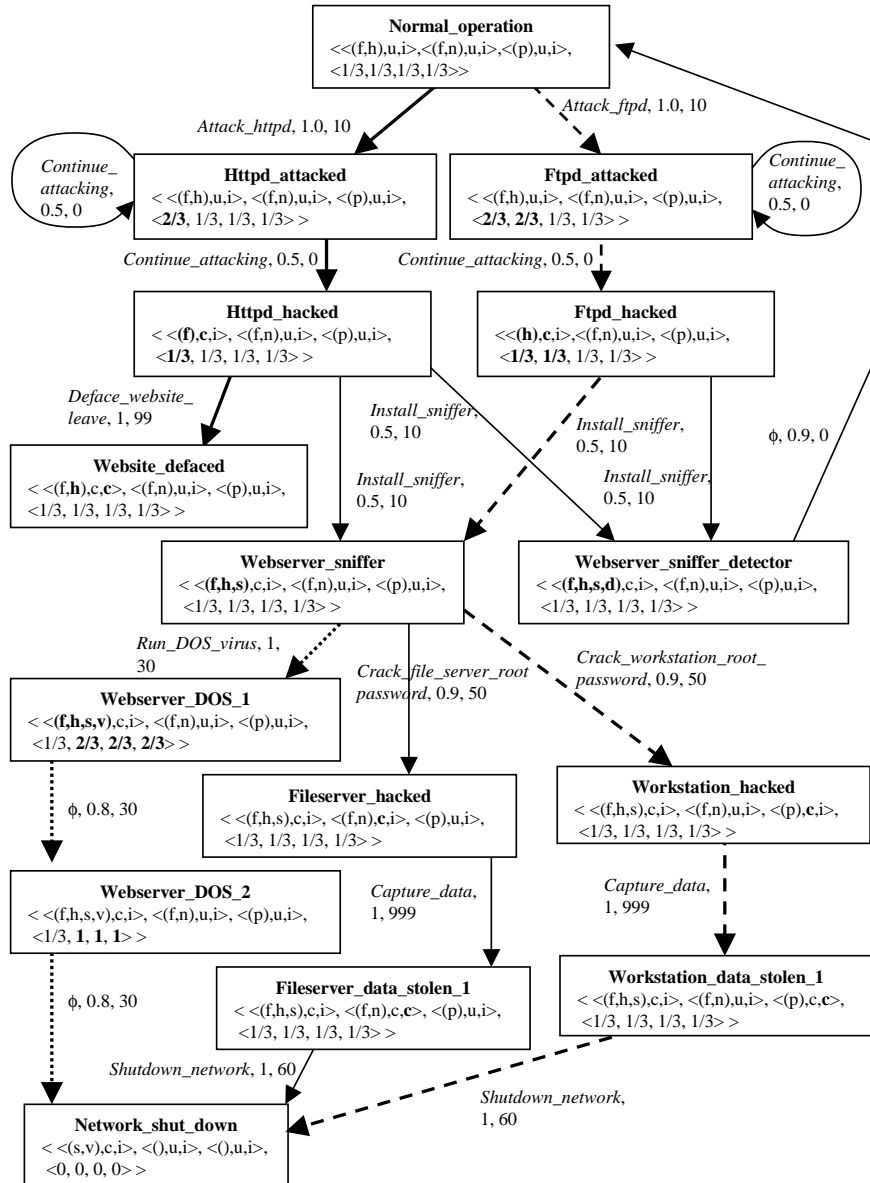 Normal_operation
<<(f,h),u,i>,<(f,n),u,i>,<(p),u,i>,
<1/3,1/3,1/3,1/3>>
Attack_httpd, 1.0, 10
Attack_ftpd, 1.0, 10
Continue_
attacking,
0.5, 0
Httpd_attacked
< <(f,h),u,i>, <(f,n),u,i>, <(p),u,i>,
<2/3, 1/3, 1/3, 1/3> >
Ftpd_attacked
< <(f,h),u,i>, <(f,n),u,i>, <(p),u,i>,
<2/3, 2/3, 1/3, 1/3> >
Continue_
attacking,
0.5, 0
Continue_attacking, 0.5, 0
Continue_attacking, 0.5, 0
Httpd_hacked
< <(f),c,i>, <(f,n),u,i>, <(p),u,i>,
<1/3, 1/3, 1/3, 1/3> >
Ftpd_hacked
<<(h),c,i>,<(f,n),u,i>, <(p),u,i>,
<1/3, 1/3, 1/3, 1/3> >
Deface_website_
leave, 1, 99
Install_sniffer,
0.5, 10
Install_sniffer,
0.5, 10
φ, 0.9, 0
Website_defaced
< <(f,h),c,c>, <(f,n),u,i>, <(p),u,i>,
<1/3, 1/3, 1/3, 1/3> >
Install_sniffer,
0.5, 10
Install_sniffer,
0.5, 10
Webserver_sniffer
< <(f,h,s),c,i>, <(f,n),u,i>, <(p),u,i>,
<1/3, 1/3, 1/3, 1/3> >
Webserver_sniffer_detector
< <(f,h,s,d),c,i>, <(f,n),u,i>, <(p),u,i>,
<1/3, 1/3, 1/3, 1/3> >
Run_DOS_virus, 1,
30
Crack_file_server_root_
password, 0.9, 50
Crack_workstation_root_
password, 0.9, 50
Webserver_DOS_1
< <(f,h,s,v),c,i>, <(f,n),u,i>, <(p),u,i>,
<1/3, 2/3, 2/3, 2/3> >
φ, 0.8, 30
Fileserver_hacked
< <(f,h,s),c,i>, <(f,n),c,i>, <(p),u,i>,
<1/3, 1/3, 1/3, 1/3> >
Workstation_hacked
< <(f,h,s),c,i>, <(f,n),u,i>, <(p),c,i>,
<1/3, 1/3, 1/3, 1/3> >
Webserver_DOS_2
< <(f,h,s,v),c,i>, <(f,n),u,i>, <(p),u,i>,
<1/3, 1, 1, 1> >
Capture_data,
1, 999
Capture_data,
1, 999
φ, 0.8, 30
Fileserver_data_stolen_1
< <(f,h,s),c,i>, <(f,n),c,c>, <(p),u,i>,
<1/3, 1/3, 1/3, 1/3> >
Workstation_data_stolen_1
< <(f,h,s),c,i>, <(f,n),u,i>, <(p),c,c>,
<1/3, 1/3, 1/3, 1/3> >
Shutdown_network, 1, 60
Shutdown_network,
1, 60
Network_shut_down
< <(s,v),c,i>, <(),u,i>, <(),u,i>,
<0, 0, 0, 0> >